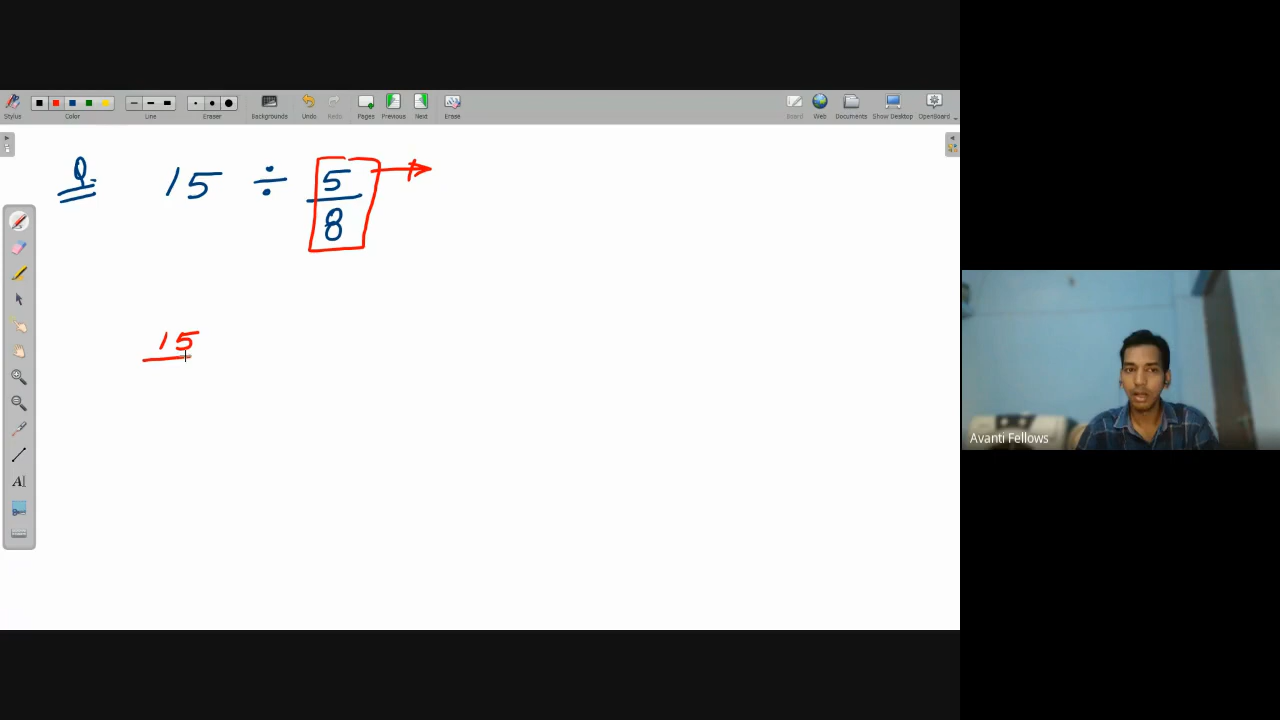 Stylus Color Line Eraser Backgrounds Undo Redo Pages Previous Next Erase Board Web Documents Show Desktop OpenBoard
Q. 15 ÷ 5/8
15
AI
Avanti Fellows